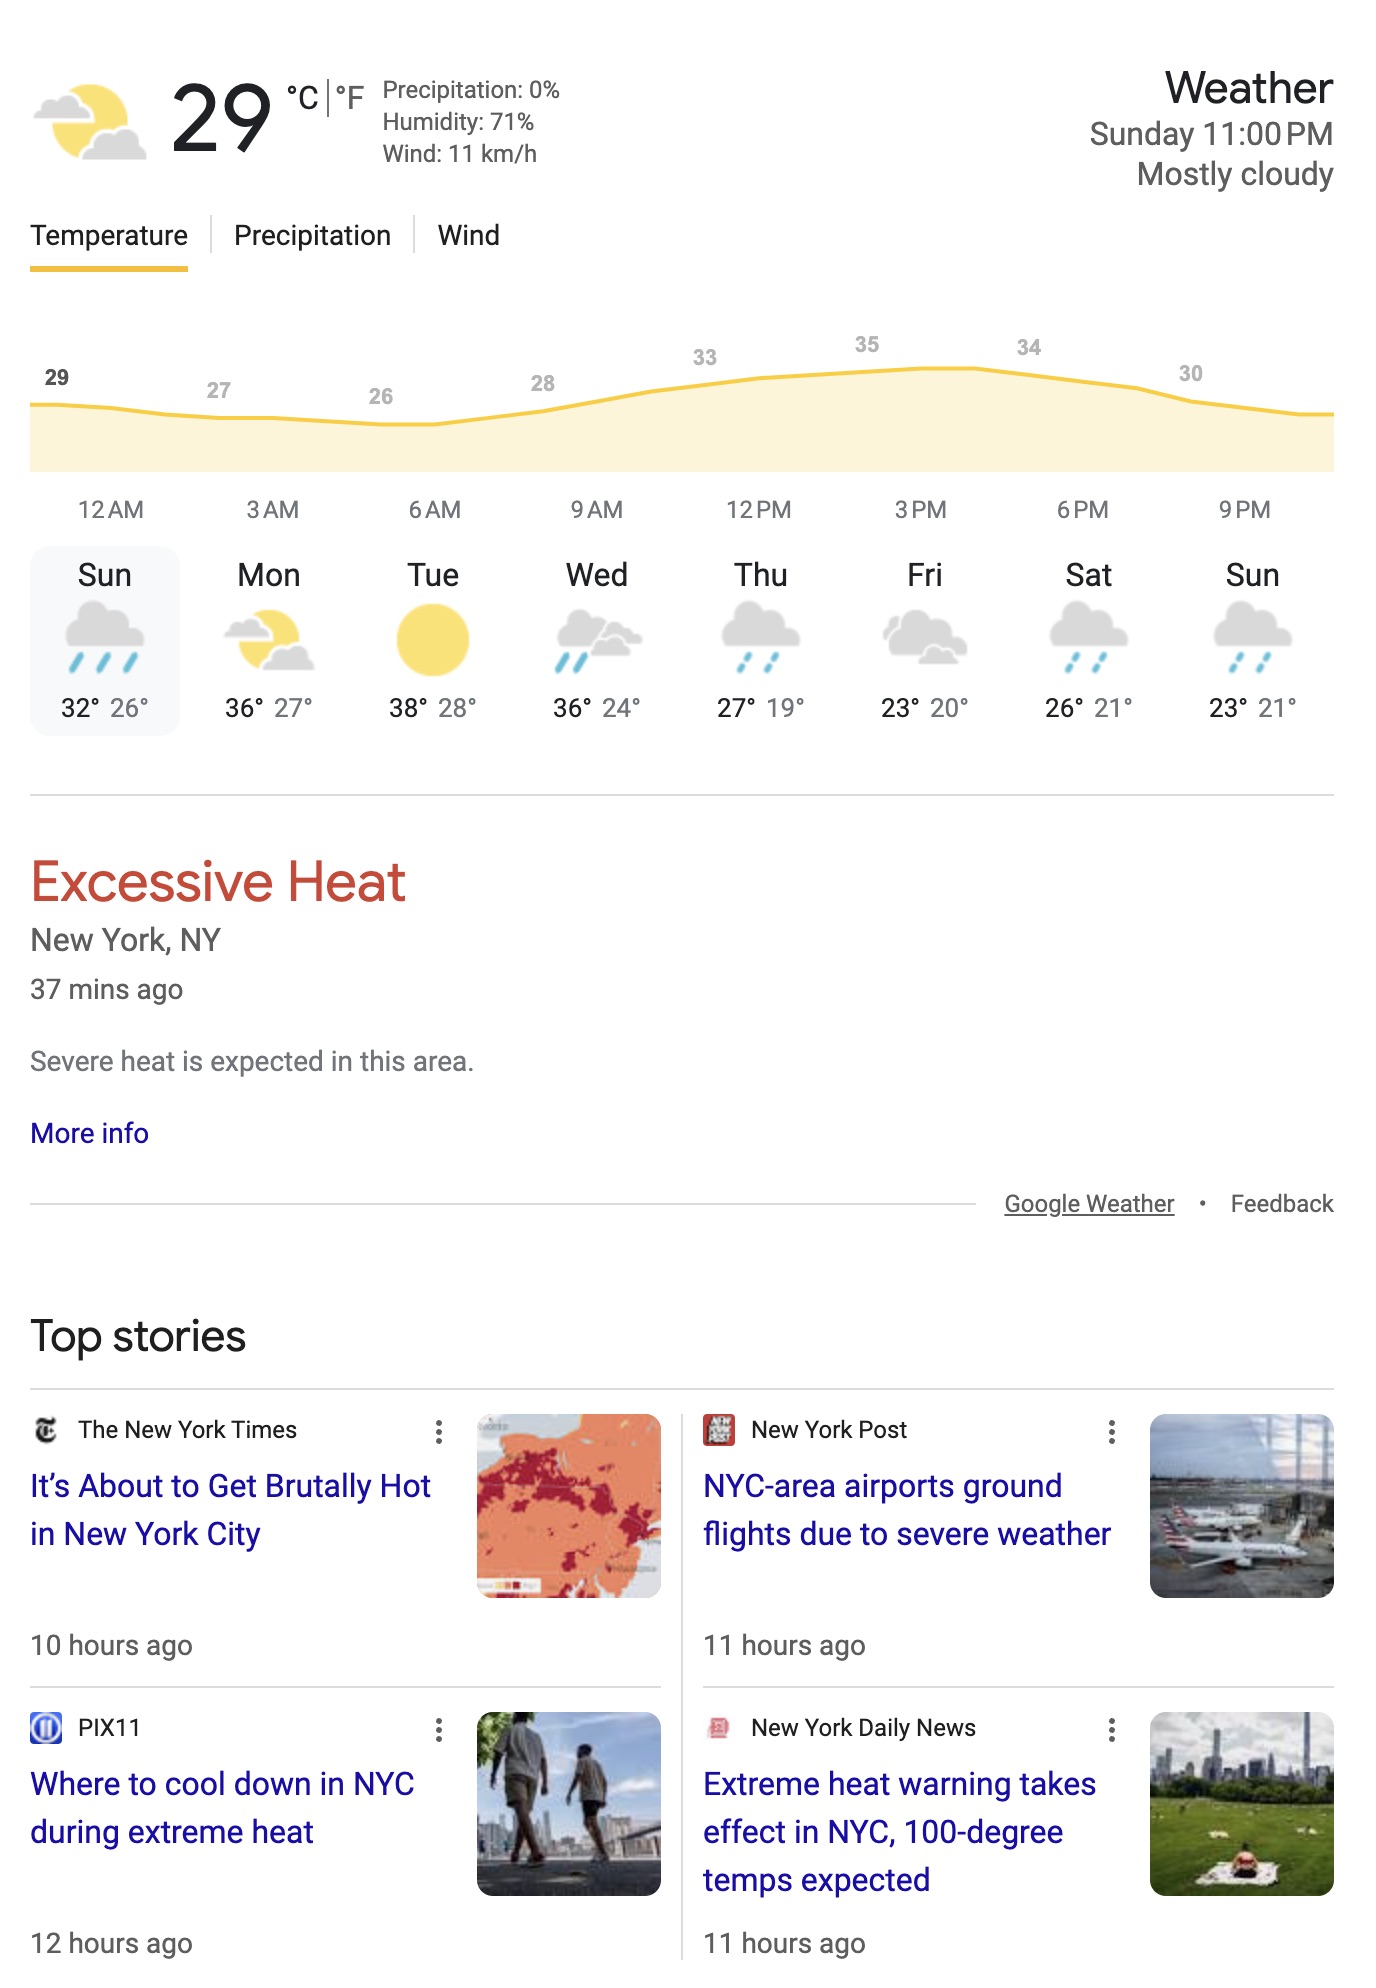 29 °C | °F
Precipitation: 0%
Humidity: 71%
Wind: 11 km/h
Weather
Sunday 11:00 PM
Mostly cloudy
Temperature | Precipitation | Wind
29 27 26 28 33 35 34 30
12 AM 3 AM 6 AM 9 AM 12 PM 3 PM 6 PM 9 PM
Sun Mon Tue Wed Thu Fri Sat Sun
32° 26° 36° 27° 38° 28° 36° 24° 27° 19° 23° 20° 26° 21° 23° 21°
Excessive Heat
New York, NY
37 mins ago
Severe heat is expected in this area.
More info
Google Weather • Feedback
Top stories
The New York Times
It’s About to Get Brutally Hot
in New York City
10 hours ago
New York Post
NYC-area airports ground
flights due to severe weather
11 hours ago
PIX11
Where to cool down in NYC
during extreme heat
12 hours ago
New York Daily News
Extreme heat warning takes
effect in NYC, 100-degree
temps expected
11 hours ago